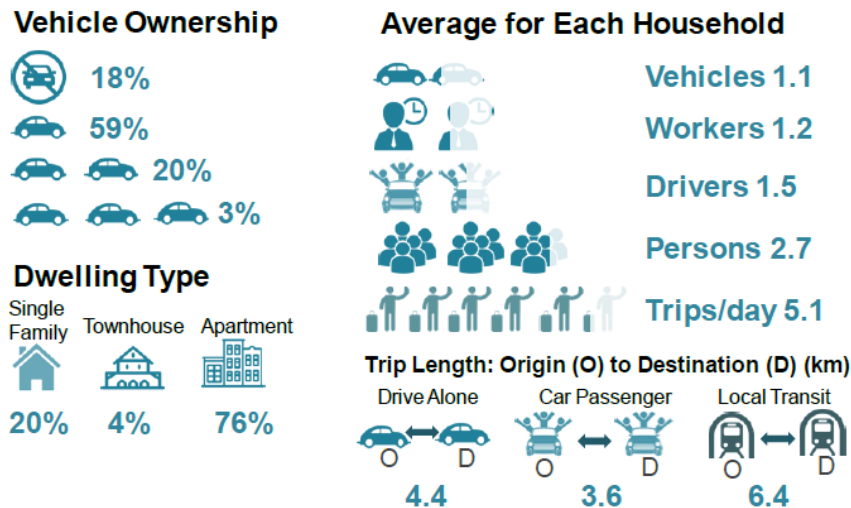 Vehicle Ownership
18%
59%
20%
3%
Dwelling Type
Single
Family
Townhouse
Apartment
20%
4%
76%
Average for Each Household
Vehicles 1.1
Workers 1.2
Drivers 1.5
Persons 2.7
Trips/day 5.1
Trip Length: Origin (O) to Destination (D) (km)
Drive Alone
Car Passenger
Local Transit
O D
O D
O D
4.4
3.6
6.4